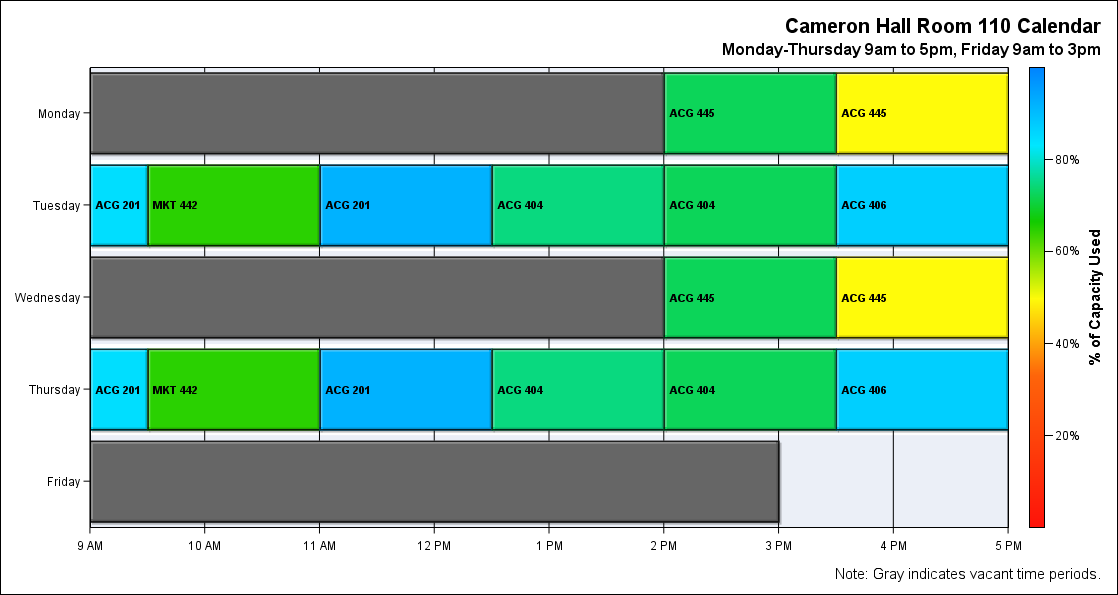 Cameron Hall Room 110 Calendar
Monday-Thursday 9am to 5pm, Friday 9am to 3pm
Monday
ACG 445
ACG 445
Tuesday
ACG 201
MKT 442
ACG 201
ACG 404
ACG 404
ACG 406
Wednesday
ACG 445
ACG 445
Thursday
ACG 201
MKT 442
ACG 201
ACG 404
ACG 404
ACG 406
Friday
9 AM
10 AM
11 AM
12 PM
1 PM
2 PM
3 PM
4 PM
5 PM
80%
60%
40%
20%
% of Capacity Used
Note: Gray indicates vacant time periods.